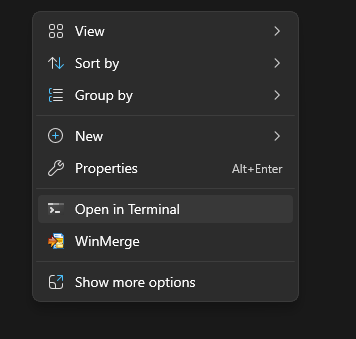 View
Sort by
Group by
New
Properties Alt+Enter
Open in Terminal
WinMerge
Show more options